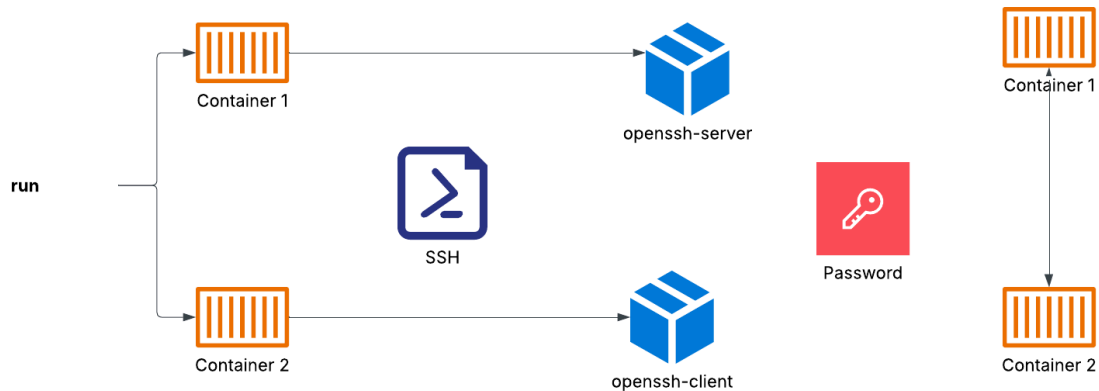 Container 1
Container 1
openssh-server
run
SSH
Password
Container 2
Container 2
openssh-client